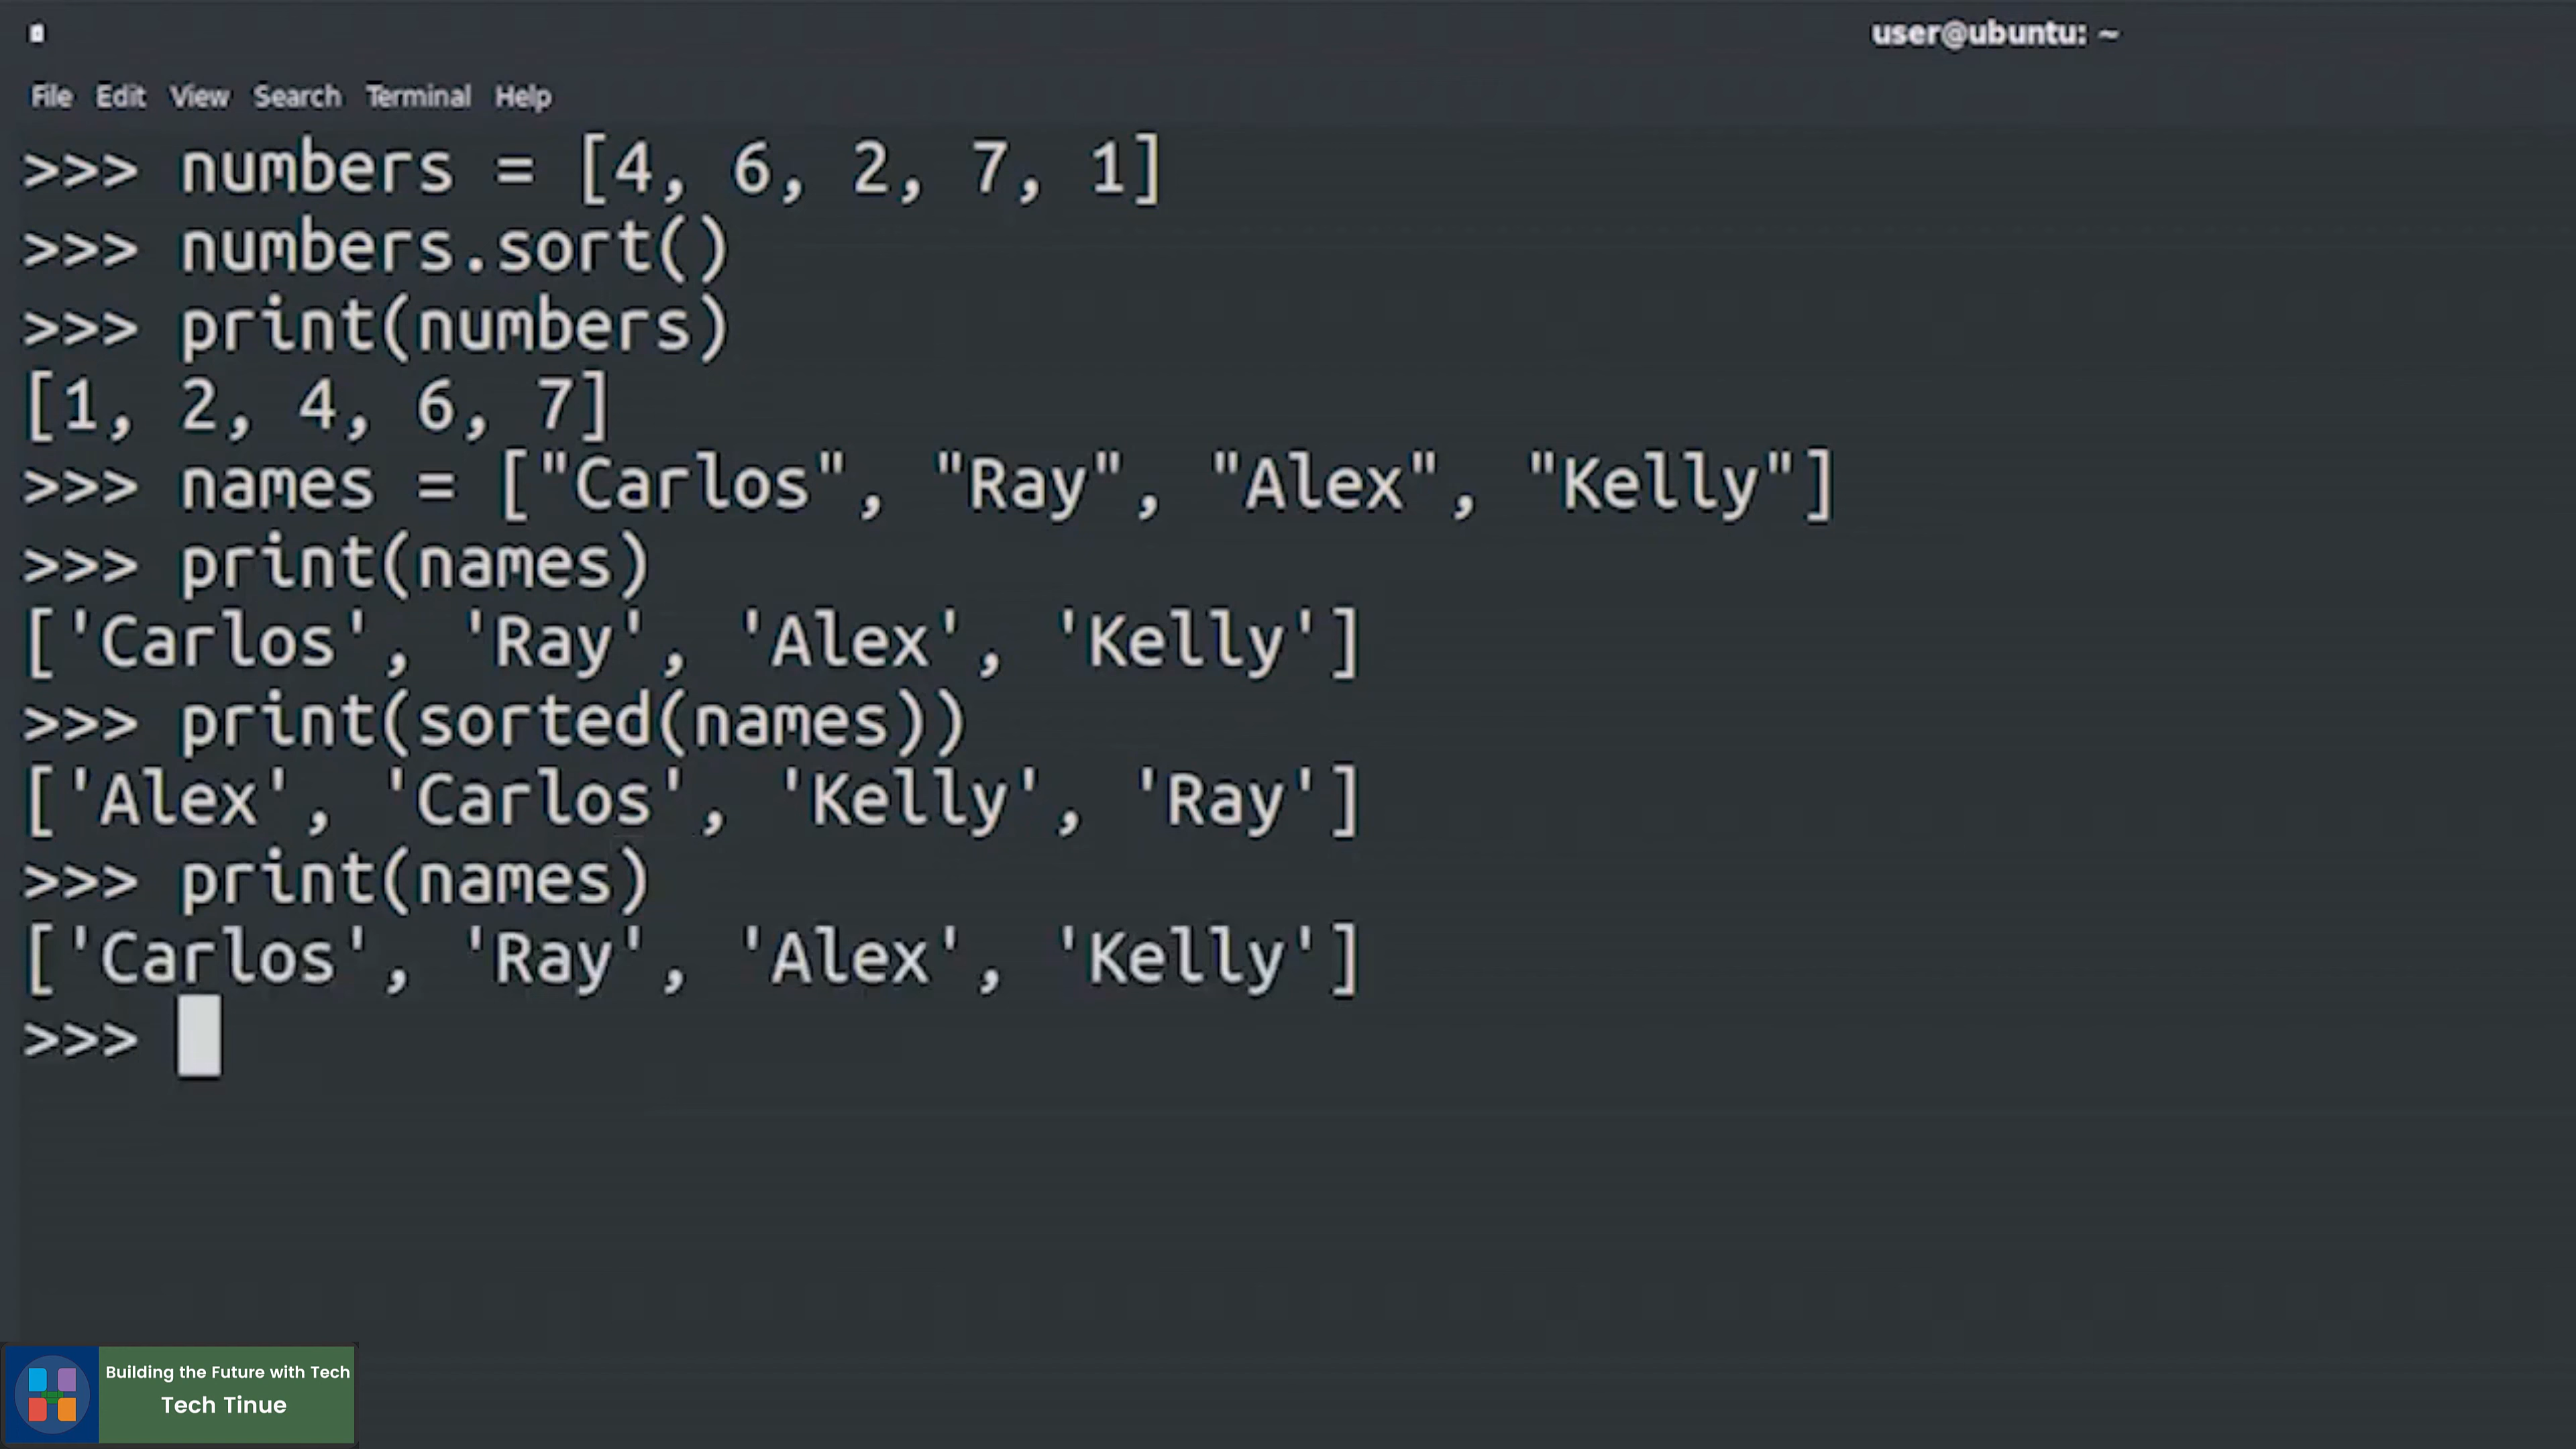 user@ubuntu: ~
File Edit View Search Terminal Help
>>> numbers = [4, 6, 2, 7, 1]
>>> numbers.sort()
>>> print(numbers)
[1, 2, 4, 6, 7]
>>> names = ["Carlos", "Ray", "Alex", "Kelly"]
>>> print(names)
['Carlos', 'Ray', 'Alex', 'Kelly']
>>> print(sorted(names))
['Alex', 'Carlos', 'Kelly', 'Ray']
>>> print(names)
['Carlos', 'Ray', 'Alex', 'Kelly']
>>>
Building the Future with Tech
Tech Tinue